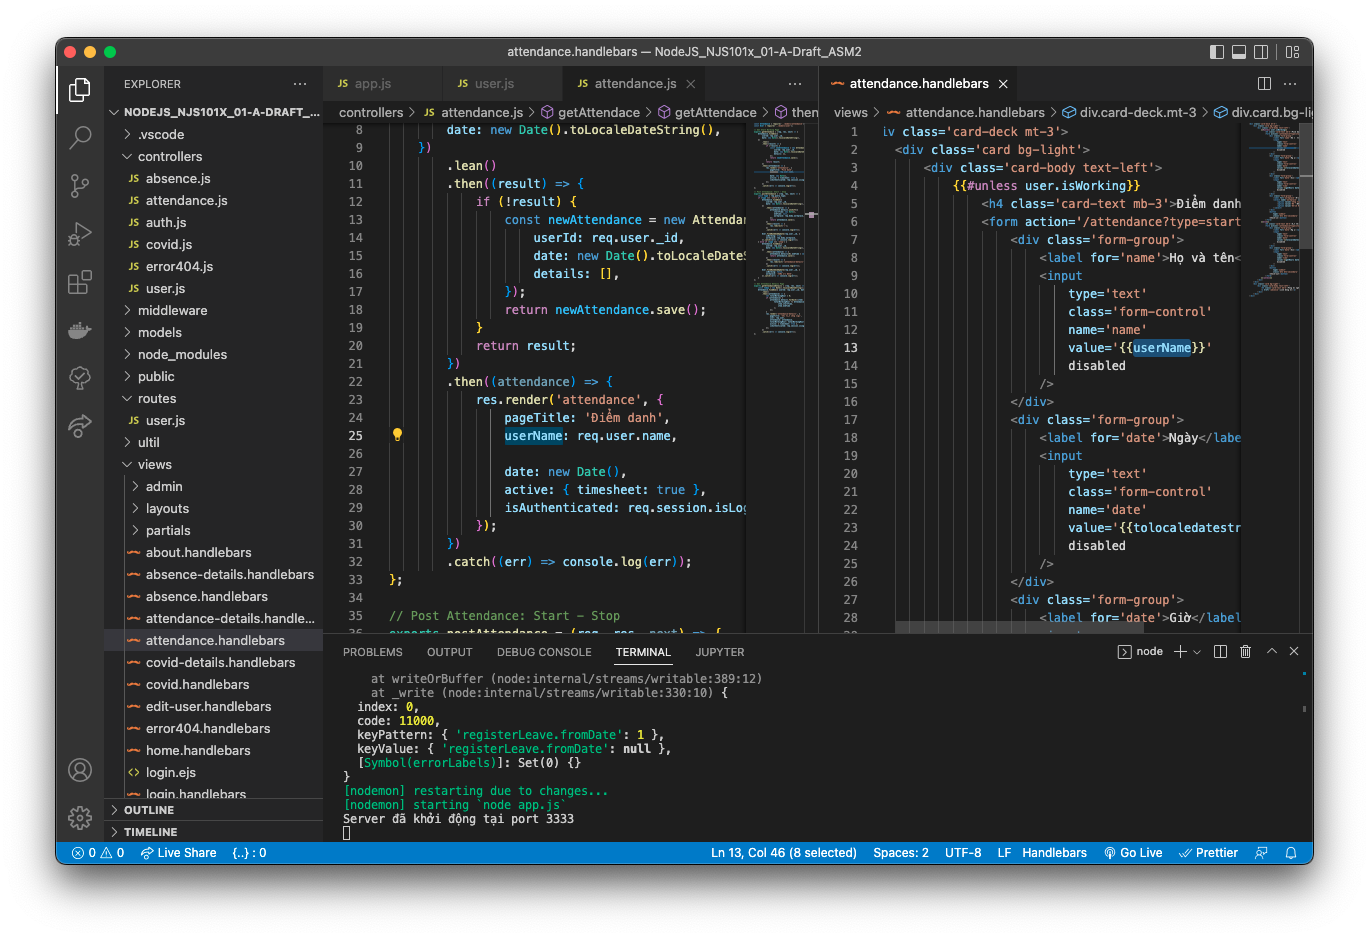 attendance.handlebars — NodeJS_NJS101x_01-A-Draft_ASM2
EXPLORER
NODEJS_NJS101X_01-A-DRAFT_...
.vscode
controllers
JS absence.js
JS attendance.js
JS auth.js
JS covid.js
JS error404.js
JS user.js
middleware
models
node_modules
public
routes
JS user.js
ultil
views
admin
layouts
partials
about.handlebars
absence-details.handlebars
absence.handlebars
attendance-details.handle...
attendance.handlebars
covid-details.handlebars
covid.handlebars
edit-user.handlebars
error404.handlebars
home.handlebars
login.ejs
login.handlebars
OUTLINE
TIMELINE
JS app.js
JS user.js
JS attendance.js
controllers > JS attendance.js > getAttendace > getAttendace > then
8 date: new Date().toLocaleDateString(),
9 })
10 .lean()
11 .then((result) => {
12 if (!result) {
13 const newAttendance = new Attendan
14 userId: req.user._id,
15 date: new Date().toLocaleDateS
16 details: [],
17 });
18 return newAttendance.save();
19 }
20 return result;
21 })
22 .then((attendance) => {
23 res.render('attendance', {
24 pageTitle: 'Điểm danh',
25 userName: req.user.name,
26
27 date: new Date(),
28 active: { timesheet: true },
29 isAuthenticated: req.session.isLog
30 });
31 })
32 .catch((err) => console.log(err));
33 };
34
35 // Post Attendance: Start - Stop
36 exports.postAttendance = (req, res, next) => {
attendance.handlebars
views > attendance.handlebars > div.card-deck.mt-3 > div.card.bg-li
1 iv class='card-deck mt-3'>
2 <div class='card bg-light'>
3 <div class='card-body text-left'>
4 {{#unless user.isWorking}}
5 <h4 class='card-text mb-3'>Điểm danh
6 <form action='/attendance?type=start
7 <div class='form-group'>
8 <label for='name'>Họ và tên<
9 <input
10 type='text'
11 class='form-control'
12 name='name'
13 value='{{userName}}'
14 disabled
15 />
16 </div>
17 <div class='form-group'>
18 <label for='date'>Ngày</labe
19 <input
20 type='text'
21 class='form-control'
22 name='date'
23 value='{{tolocaledatestr
24 disabled
25 />
26 </div>
27 <div class='form-group'>
28 <label for='date'>Giờ</label
29
PROBLEMS OUTPUT DEBUG CONSOLE TERMINAL JUPYTER
node
at writeOrBuffer (node:internal/streams/writable:389:12)
at _write (node:internal/streams/writable:330:10) {
index: 0,
code: 11000,
keyPattern: { 'registerLeave.fromDate': 1 },
keyValue: { 'registerLeave.fromDate': null },
[Symbol(errorLabels)]: Set(0) {}
}
[nodemon] restarting due to changes...
[nodemon] starting `node app.js`
Server đã khởi động tại port 3333
0 0 Live Share {..} : 0 Ln 13, Col 46 (8 selected) Spaces: 2 UTF-8 LF Handlebars Go Live Prettier